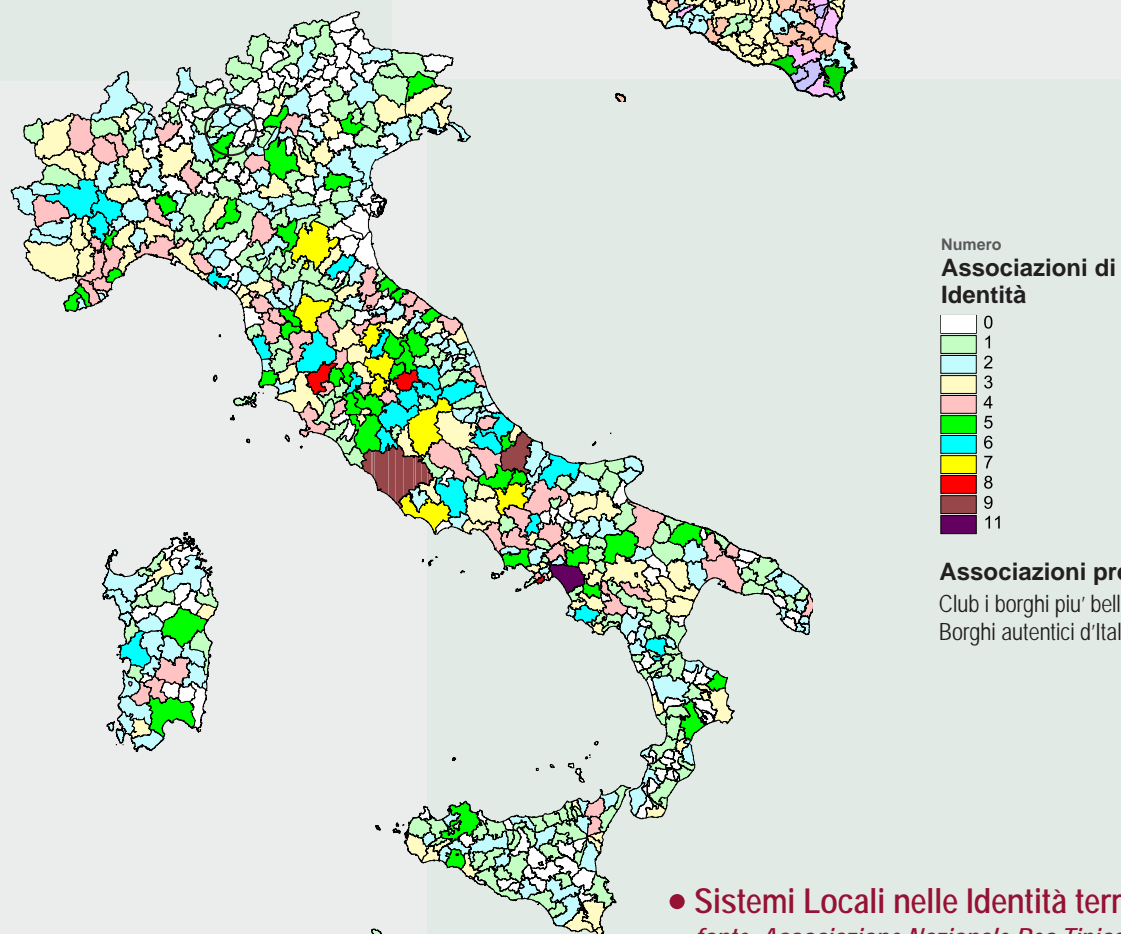 Numero
Associazioni di
Identità
0
1
2
3
4
5
6
7
8
9
11
Associazioni pre
Club i borghi piu' bell
Borghi autentici d'Ital
• Sistemi Locali nelle Identità terr